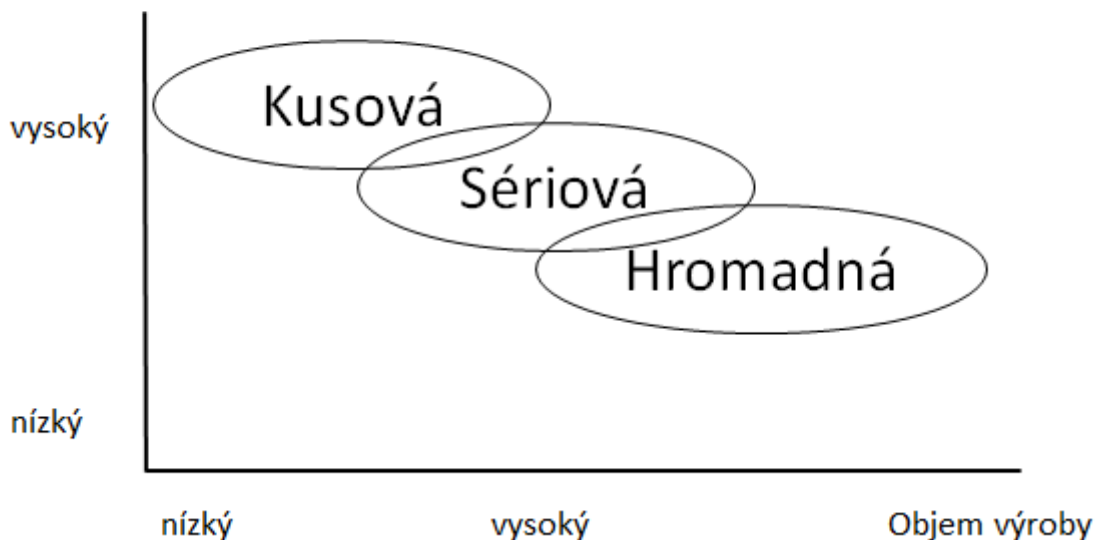 Kusová
vysoký
Sériová
Hromadná
nízký
nízký vysoký Objem výroby